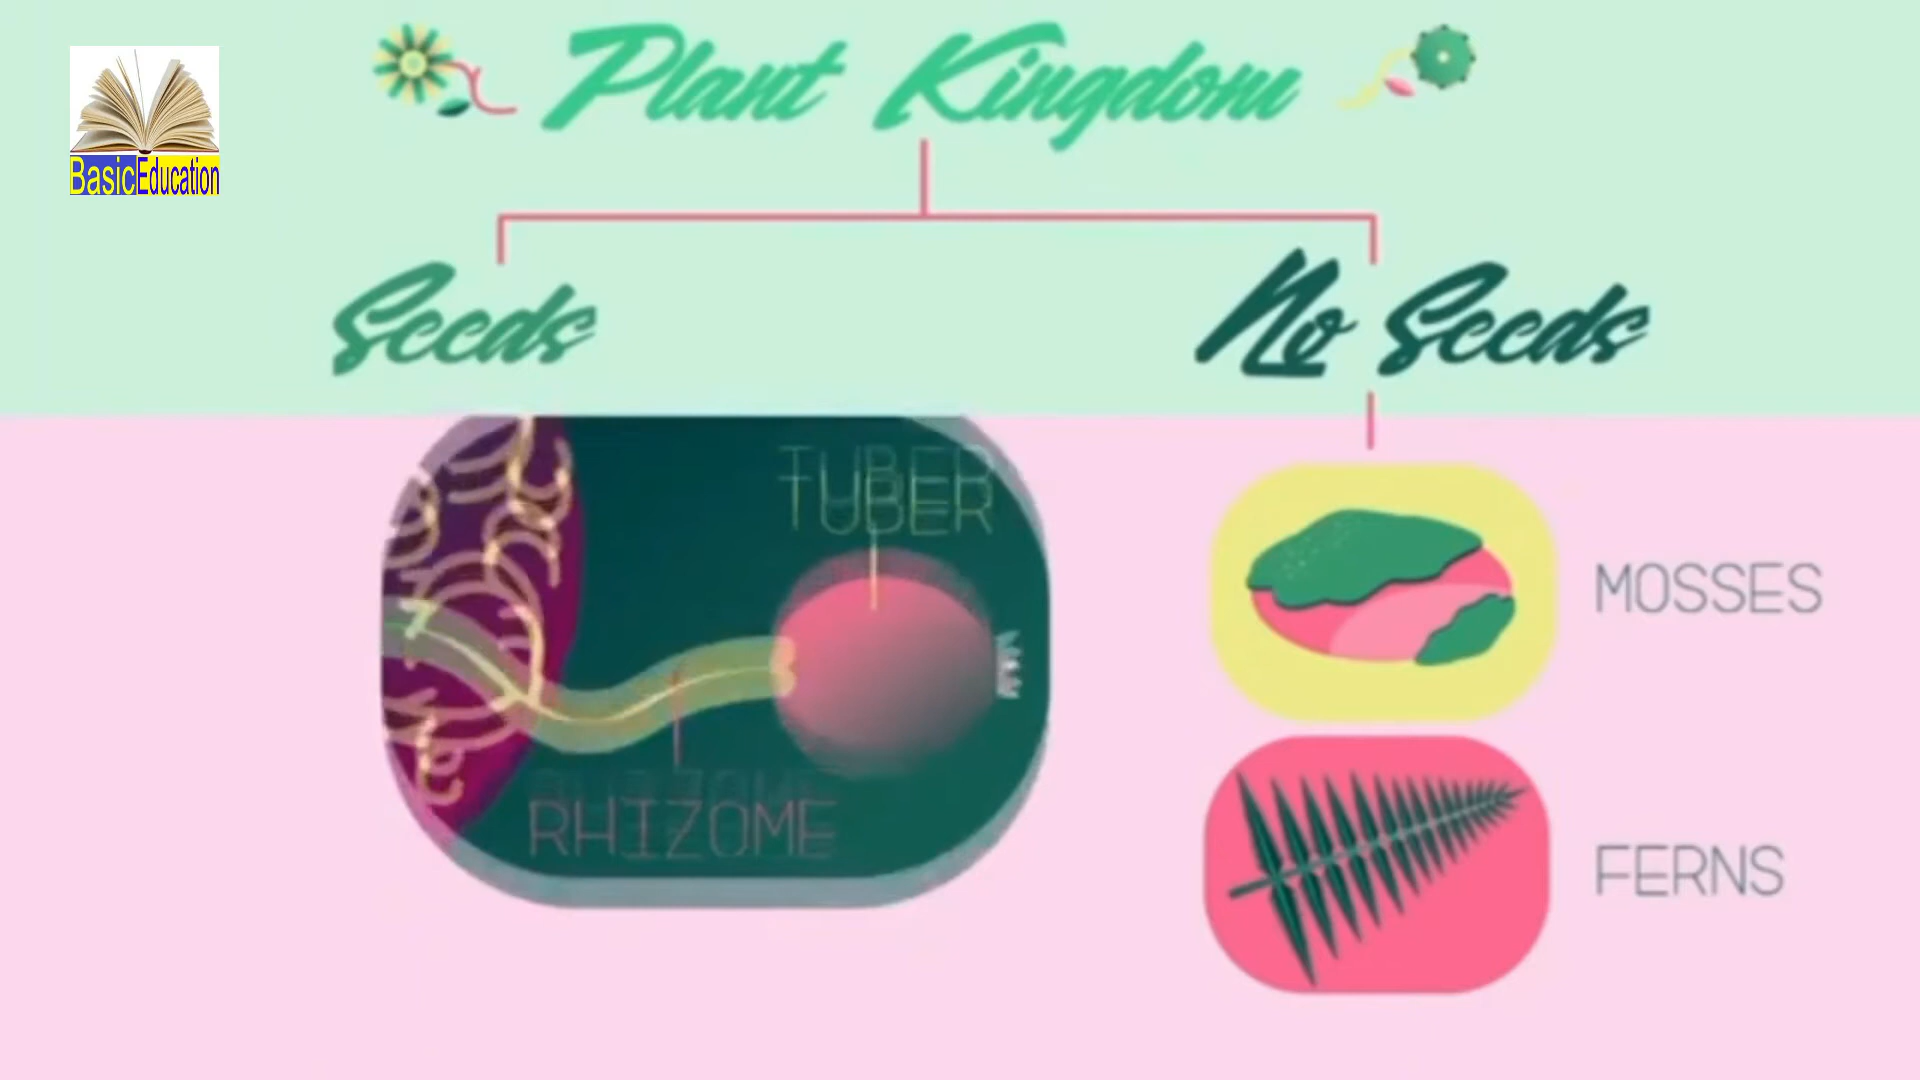 Plant Kingdom
BasicEducation
Seeds
No Seeds
TUBER
MOSSES
RHIZOME
FERNS